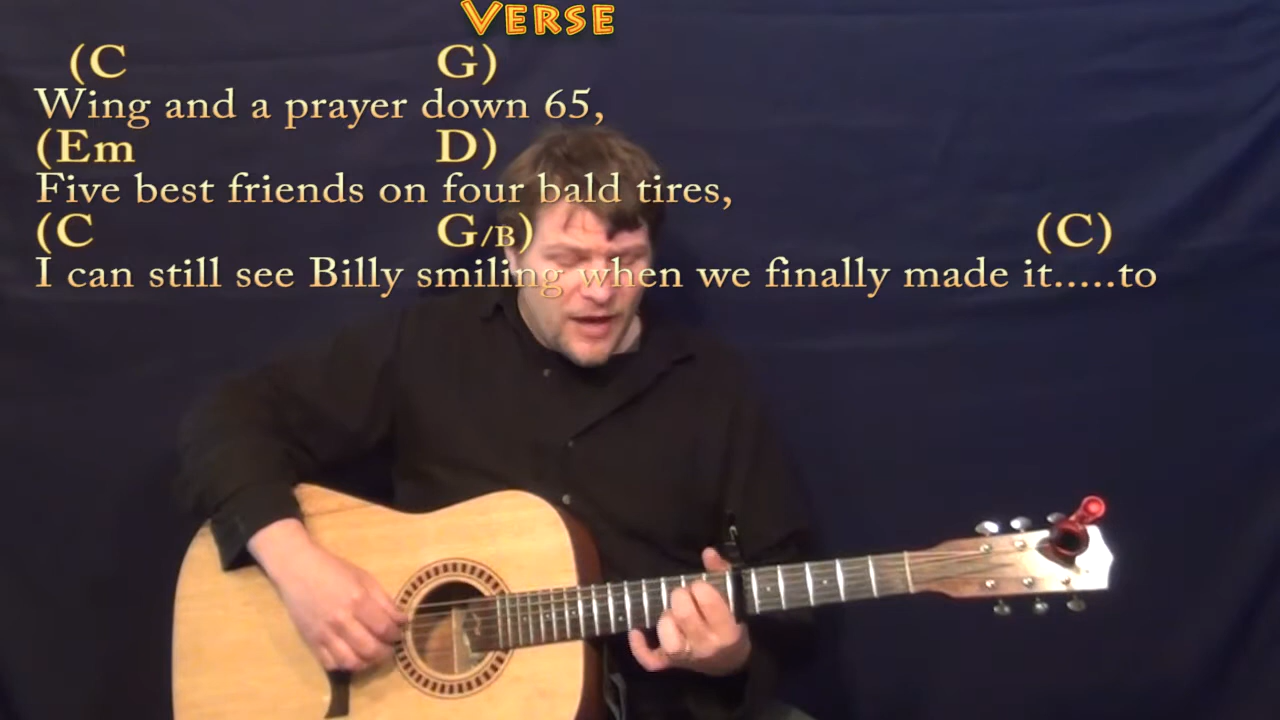 VERSE
(C G)
Wing and a prayer down 65,
(Em D)
Five best friends on four bald tires,
(C G/B) (C)
I can still see Billy smiling when we finally made it.....to